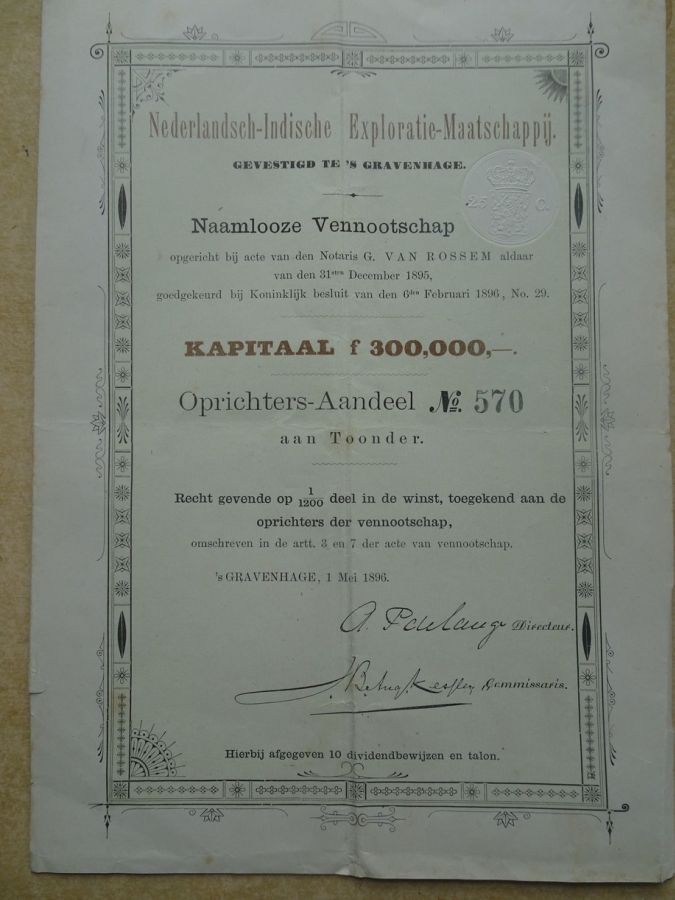 Nederlandsch-Indische Exploratie-Maatschappij.
GEVESTIGD TE 'S GRAVENHAGE.
25 C.
Naamlooze Vennootschap
opgericht bij acte van den Notaris G. VAN ROSSEM aldaar
van den 31sten December 1895,
goedgekeurd bij Koninklijk besluit van den 6den Februari 1896, No. 29.
KAPITAAL f 300,000,—.
Oprichters-Aandeel No. 570
aan Toonder.
Recht gevende op 1/1200 deel in de winst, toegekend aan de
oprichters der vennootschap,
omschreven in de artt. 3 en 7 der acte van vennootschap.
's GRAVENHAGE, 1 Mei 1896.
Directeur.
Commissaris.
Hierbij afgegeven 10 dividendbewijzen en talon.